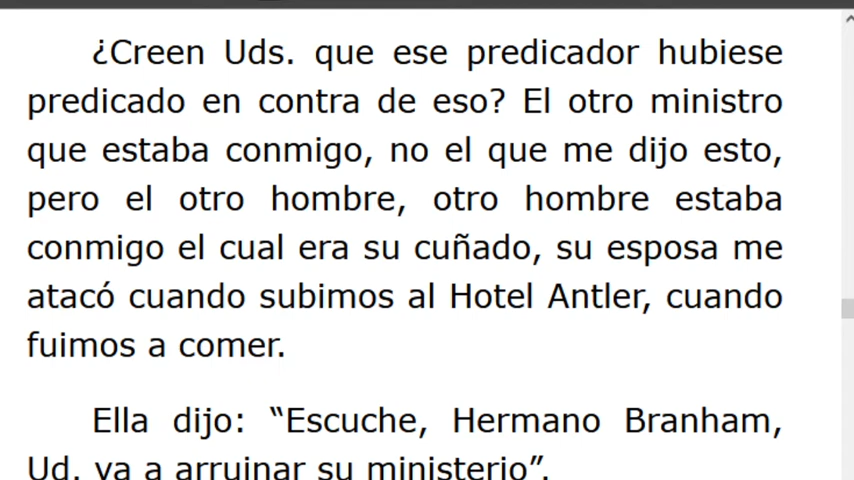 ¿Creen Uds. que ese predicador hubiese
predicado en contra de eso? El otro ministro
que estaba conmigo, no el que me dijo esto,
pero el otro hombre, otro hombre estaba
conmigo el cual era su cuñado, su esposa me
atacó cuando subimos al Hotel Antler, cuando
fuimos a comer.
Ella dijo: “Escuche, Hermano Branham,
Ud. va a arruinar su ministerio”.